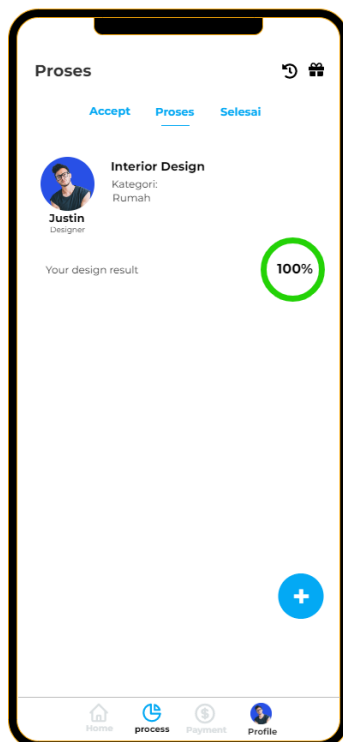 Proses
Accept Proses Selesai
Interior Design
Kategori:
Rumah
Justin
Designer
Your design result
100%
Home process Payment Profile